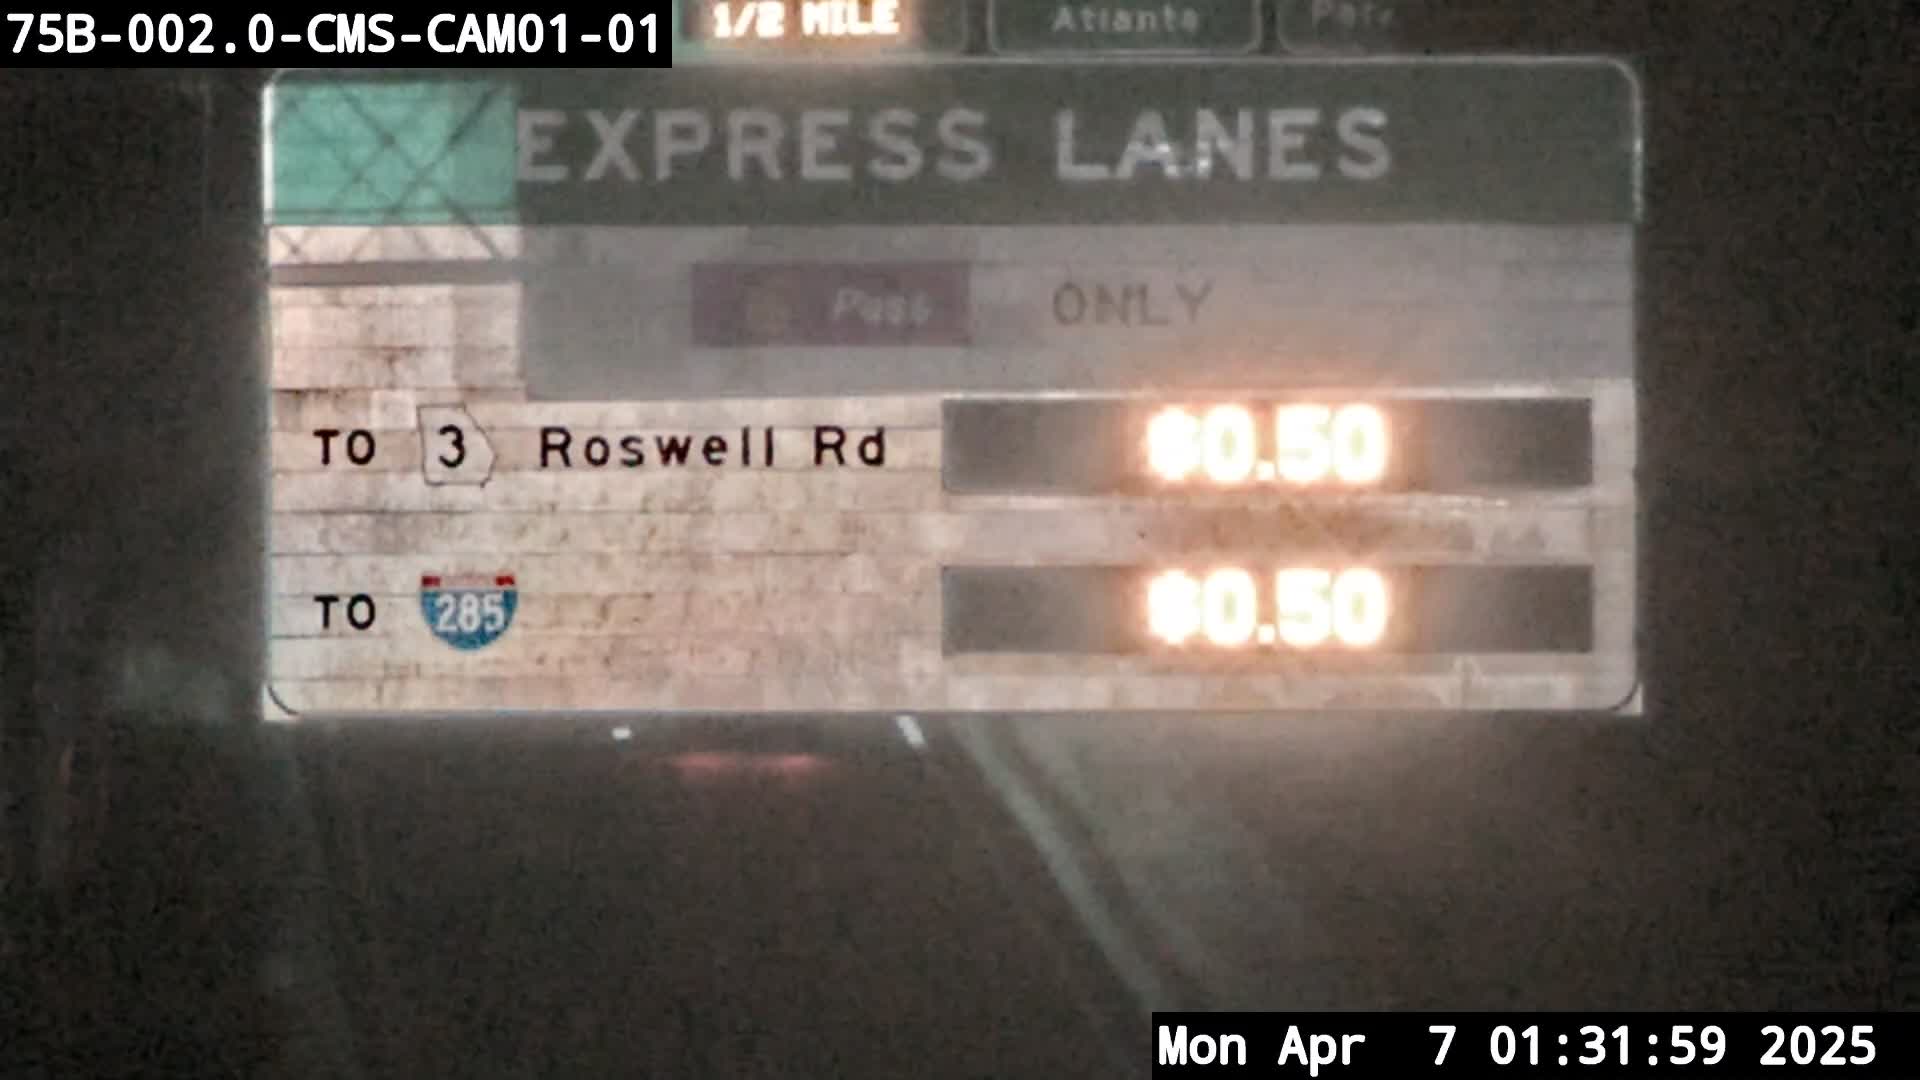 75B-002.0-CMS-CAM01-01
1/2 MILE
EXPRESS LANES
Pass ONLY
TO 3 Roswell Rd $0.50
TO 285 $0.50
Mon Apr 7 01:31:59 2025